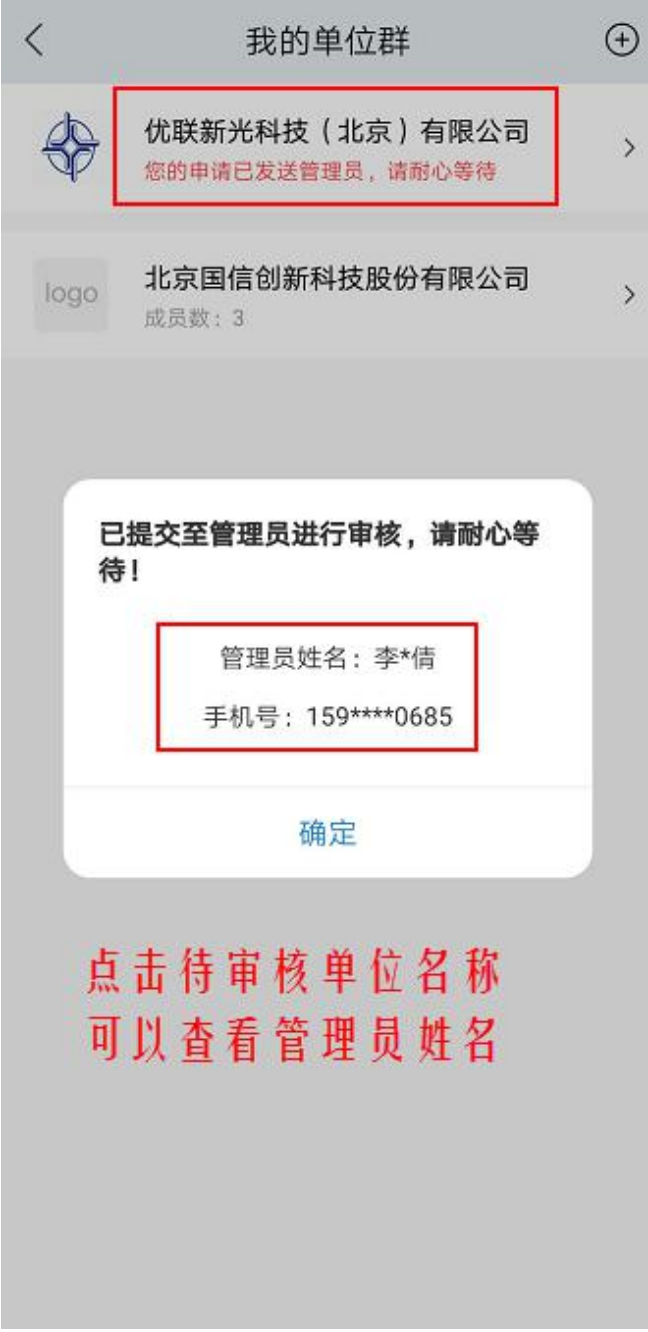 我的单位群
优联新光科技（北京）有限公司
您的申请已发送管理员，请耐心等待
logo
北京国信创新科技股份有限公司
成员数：3
已提交至管理员进行审核，请耐心等
待！
管理员姓名：李*倩
手机号：159****0685
确定
点击待审核单位名称
可以查看管理员姓名